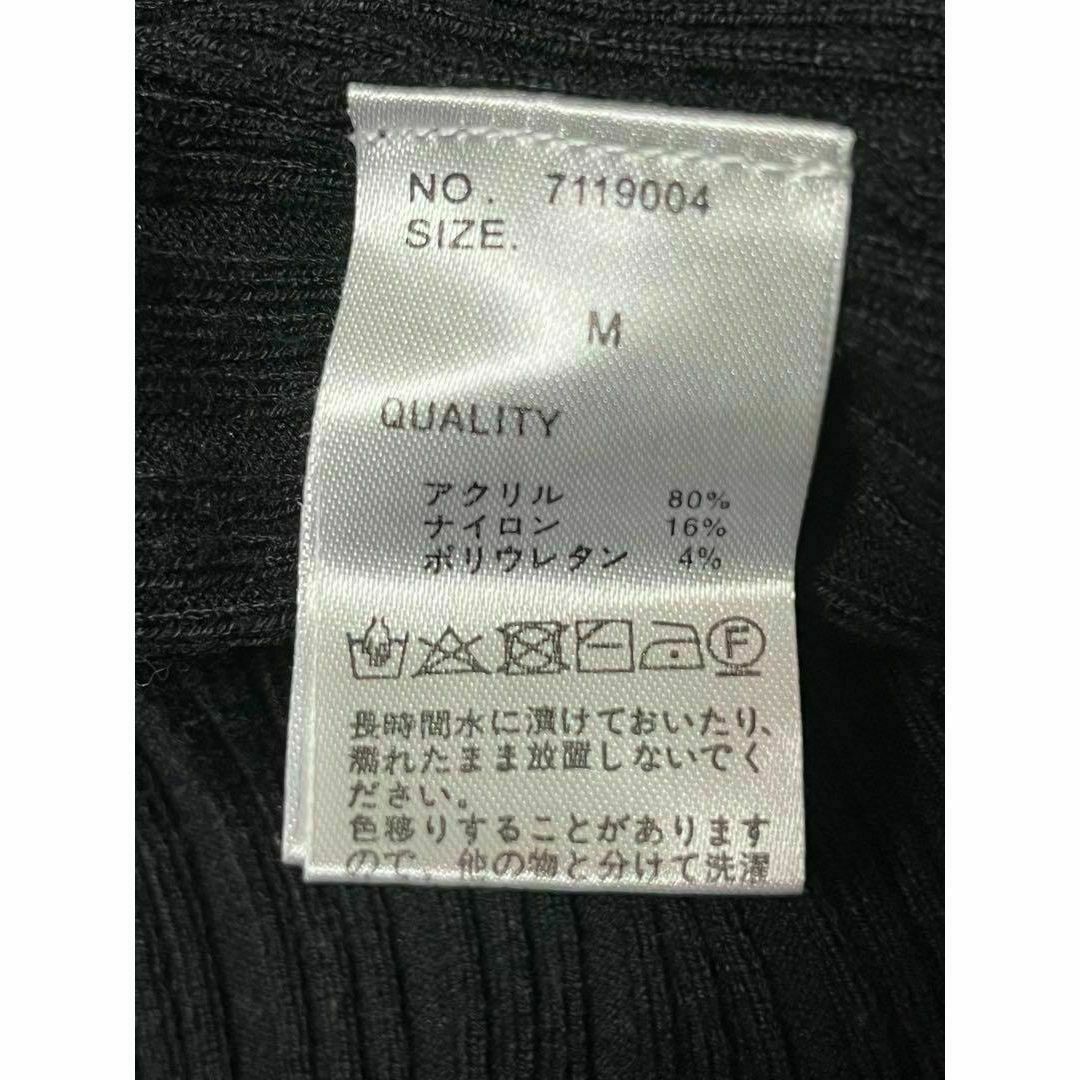 NO. 7119004
SIZE.
M
QUALITY
アクリル 80%
ナイロン 16%
ポリウレタン 4%
F
長時間水に漬けておいたり、
濡れたまま放置しないでく
ださい。
色移りすることがあります
ので、他の物と分けて洗濯